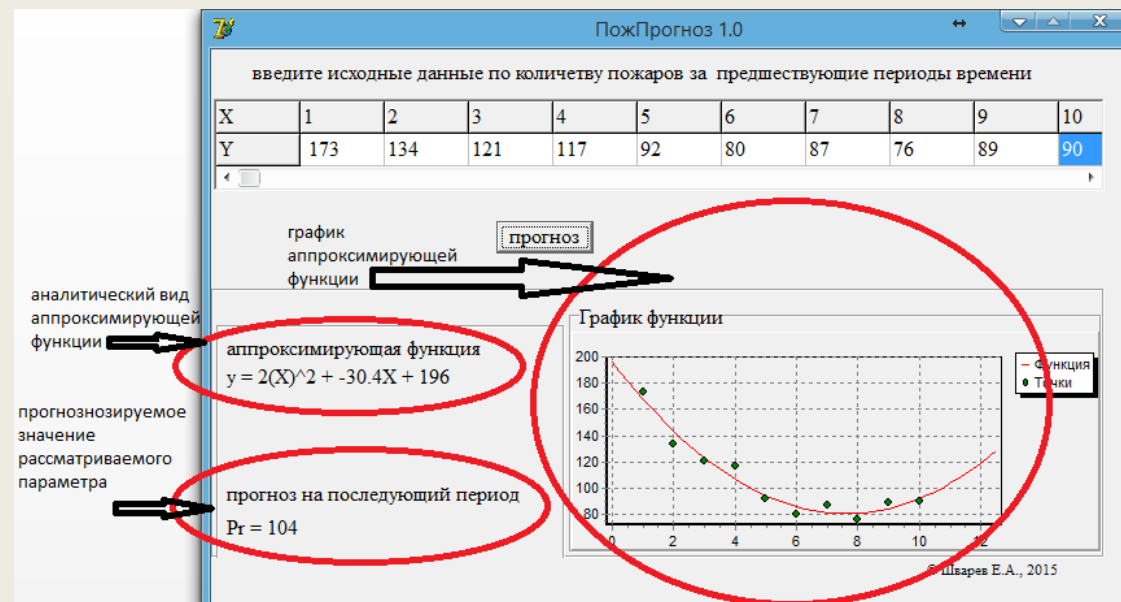 ПожПрогноз 1.0
введите исходные данные по количетву пожаров за предшествующие периоды времени
X 1 2 3 4 5 6 7 8 9 10
Y 173 134 121 117 92 80 87 76 89 90
график
аппроксимирующей
функции
прогноз
аналитический вид
аппроксимирующей
функции
аппроксимирующая функция
y = 2(X)^2 + -30.4X + 196
прогнознозируемое
значение
рассматриваемого
параметра
прогноз на последующий период
Pr = 104
График функции
200
180
160
140
120
100
80
0 2 4 6 8 10 12
Функция
Точки
© Шварев Е.А., 2015